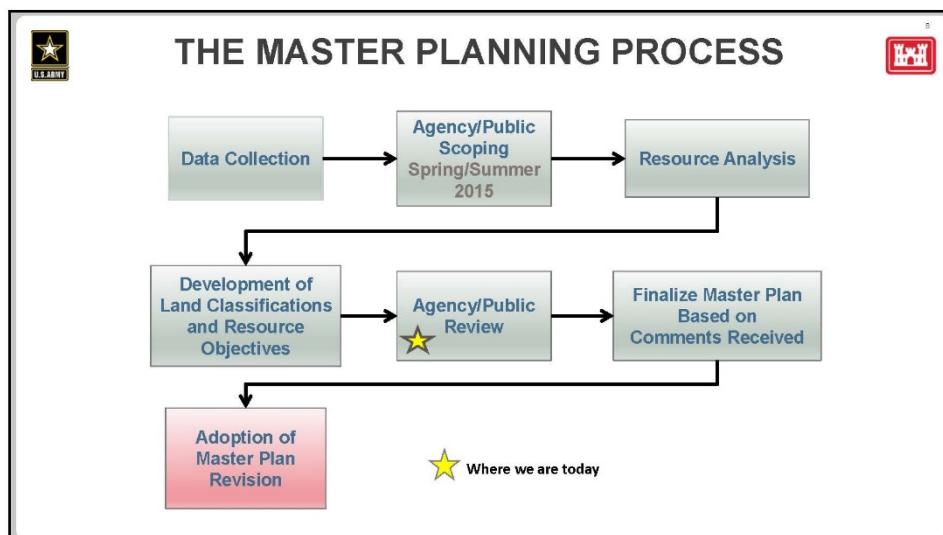 THE MASTER PLANNING PROCESS
U.S.ARMY
Data Collection
Agency/Public
Scoping
Spring/Summer
2015
Resource Analysis
Development of
Land Classifications
and Resource
Objectives
Agency/Public
Review
Finalize Master Plan
Based on
Comments Received
Adoption of
Master Plan
Revision
Where we are today